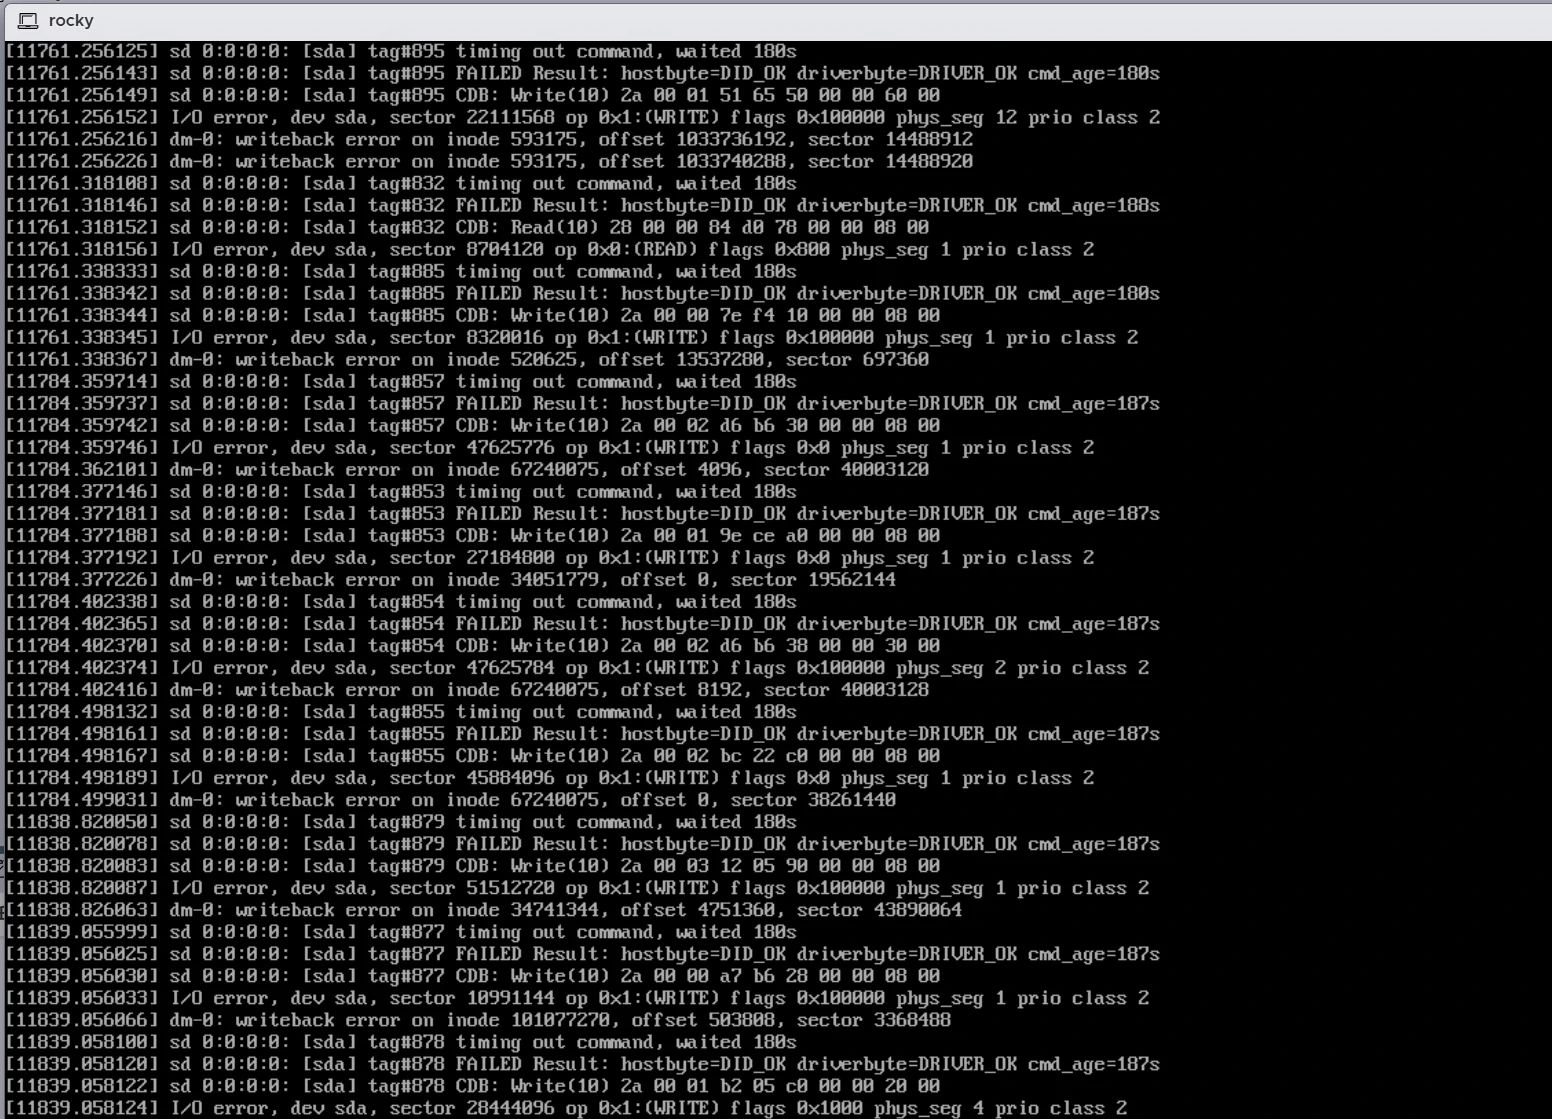 rocky
[11761.256125] sd 0:0:0:0: [sda] tag#895 timing out command, waited 180s
[11761.256143] sd 0:0:0:0: [sda] tag#895 FAILED Result: hostbyte=DID_OK driverbyte=DRIVER_OK cmd_age=180s
[11761.256149] sd 0:0:0:0: [sda] tag#895 CDB: Write(10) 2a 00 01 51 65 50 00 00 60 00
[11761.256152] I/O error, dev sda, sector 22111568 op 0x1:(WRITE) flags 0x100000 phys_seg 12 prio class 2
[11761.256216] dm-0: writeback error on inode 593175, offset 1033736192, sector 14488912
[11761.256226] dm-0: writeback error on inode 593175, offset 1033740288, sector 14488920
[11761.318108] sd 0:0:0:0: [sda] tag#832 timing out command, waited 180s
[11761.318146] sd 0:0:0:0: [sda] tag#832 FAILED Result: hostbyte=DID_OK driverbyte=DRIVER_OK cmd_age=188s
[11761.318152] sd 0:0:0:0: [sda] tag#832 CDB: Read(10) 28 00 00 84 d0 78 00 00 08 00
[11761.318156] I/O error, dev sda, sector 8704120 op 0x0:(READ) flags 0x800 phys_seg 1 prio class 2
[11761.338333] sd 0:0:0:0: [sda] tag#885 timing out command, waited 180s
[11761.338342] sd 0:0:0:0: [sda] tag#885 FAILED Result: hostbyte=DID_OK driverbyte=DRIVER_OK cmd_age=180s
[11761.338344] sd 0:0:0:0: [sda] tag#885 CDB: Write(10) 2a 00 00 7e f4 10 00 00 08 00
[11761.338345] I/O error, dev sda, sector 8320016 op 0x1:(WRITE) flags 0x100000 phys_seg 1 prio class 2
[11761.338367] dm-0: writeback error on inode 520625, offset 13537280, sector 697360
[11784.359714] sd 0:0:0:0: [sda] tag#857 timing out command, waited 180s
[11784.359737] sd 0:0:0:0: [sda] tag#857 FAILED Result: hostbyte=DID_OK driverbyte=DRIVER_OK cmd_age=187s
[11784.359742] sd 0:0:0:0: [sda] tag#857 CDB: Write(10) 2a 00 02 d6 b6 30 00 00 08 00
[11784.359746] I/O error, dev sda, sector 47625776 op 0x1:(WRITE) flags 0x0 phys_seg 1 prio class 2
[11784.362101] dm-0: writeback error on inode 67240075, offset 4096, sector 40003120
[11784.377146] sd 0:0:0:0: [sda] tag#853 timing out command, waited 180s
[11784.377181] sd 0:0:0:0: [sda] tag#853 FAILED Result: hostbyte=DID_OK driverbyte=DRIVER_OK cmd_age=187s
[11784.377188] sd 0:0:0:0: [sda] tag#853 CDB: Write(10) 2a 00 01 9e ce a0 00 00 08 00
[11784.377192] I/O error, dev sda, sector 27184800 op 0x1:(WRITE) flags 0x0 phys_seg 1 prio class 2
[11784.377226] dm-0: writeback error on inode 34051779, offset 0, sector 19562144
[11784.402338] sd 0:0:0:0: [sda] tag#854 timing out command, waited 180s
[11784.402365] sd 0:0:0:0: [sda] tag#854 FAILED Result: hostbyte=DID_OK driverbyte=DRIVER_OK cmd_age=187s
[11784.402370] sd 0:0:0:0: [sda] tag#854 CDB: Write(10) 2a 00 02 d6 b6 38 00 00 30 00
[11784.402374] I/O error, dev sda, sector 47625784 op 0x1:(WRITE) flags 0x100000 phys_seg 2 prio class 2
[11784.402416] dm-0: writeback error on inode 67240075, offset 8192, sector 40003128
[11784.498132] sd 0:0:0:0: [sda] tag#855 timing out command, waited 180s
[11784.498161] sd 0:0:0:0: [sda] tag#855 FAILED Result: hostbyte=DID_OK driverbyte=DRIVER_OK cmd_age=187s
[11784.498167] sd 0:0:0:0: [sda] tag#855 CDB: Write(10) 2a 00 02 bc 22 c0 00 00 08 00
[11784.498189] I/O error, dev sda, sector 45884096 op 0x1:(WRITE) flags 0x0 phys_seg 1 prio class 2
[11784.499031] dm-0: writeback error on inode 67240075, offset 0, sector 38261440
[11838.820050] sd 0:0:0:0: [sda] tag#879 timing out command, waited 180s
[11838.820078] sd 0:0:0:0: [sda] tag#879 FAILED Result: hostbyte=DID_OK driverbyte=DRIVER_OK cmd_age=187s
[11838.820083] sd 0:0:0:0: [sda] tag#879 CDB: Write(10) 2a 00 03 12 05 90 00 00 08 00
[11838.820087] I/O error, dev sda, sector 51512720 op 0x1:(WRITE) flags 0x100000 phys_seg 1 prio class 2
[11838.826063] dm-0: writeback error on inode 34741344, offset 4751360, sector 43890064
[11839.055999] sd 0:0:0:0: [sda] tag#877 timing out command, waited 180s
[11839.056025] sd 0:0:0:0: [sda] tag#877 FAILED Result: hostbyte=DID_OK driverbyte=DRIVER_OK cmd_age=187s
[11839.056030] sd 0:0:0:0: [sda] tag#877 CDB: Write(10) 2a 00 00 a7 b6 28 00 00 08 00
[11839.056033] I/O error, dev sda, sector 10991144 op 0x1:(WRITE) flags 0x100000 phys_seg 1 prio class 2
[11839.056066] dm-0: writeback error on inode 101077270, offset 503808, sector 3368488
[11839.058100] sd 0:0:0:0: [sda] tag#878 timing out command, waited 180s
[11839.058120] sd 0:0:0:0: [sda] tag#878 FAILED Result: hostbyte=DID_OK driverbyte=DRIVER_OK cmd_age=187s
[11839.058122] sd 0:0:0:0: [sda] tag#878 CDB: Write(10) 2a 00 01 b2 05 c0 00 00 20 00
[11839.058124] I/O error, dev sda, sector 28444096 op 0x1:(WRITE) flags 0x1000 phys_seg 4 prio class 2